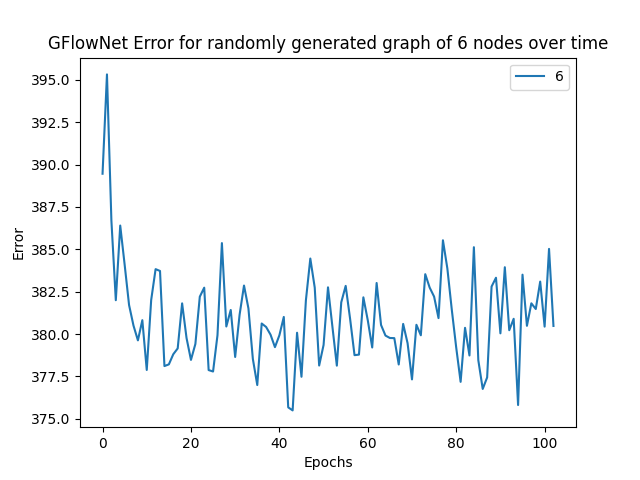 GFlowNet Error for randomly generated graph of 6 nodes over time
6
395.0
392.5
390.0
387.5
385.0
382.5
380.0
377.5
375.0
Error
0 20 40 60 80 100
Epochs